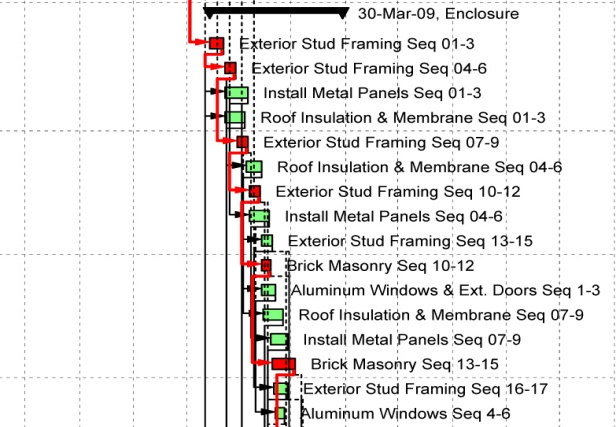 30-Mar-09, Enclosure
Exterior Stud Framing Seq 01-3
Exterior Stud Framing Seq 04-6
Install Metal Panels Seq 01-3
Roof Insulation & Membrane Seq 01-3
Exterior Stud Framing Seq 07-9
Roof Insulation & Membrane Seq 04-6
Exterior Stud Framing Seq 10-12
Install Metal Panels Seq 04-6
Exterior Stud Framing Seq 13-15
Brick Masonry Seq 10-12
Aluminum Windows & Ext. Doors Seq 1-3
Roof Insulation & Membrane Seq 07-9
Install Metal Panels Seq 07-9
Brick Masonry Seq 13-15
Exterior Stud Framing Seq 16-17
Aluminum Windows Seq 4-6